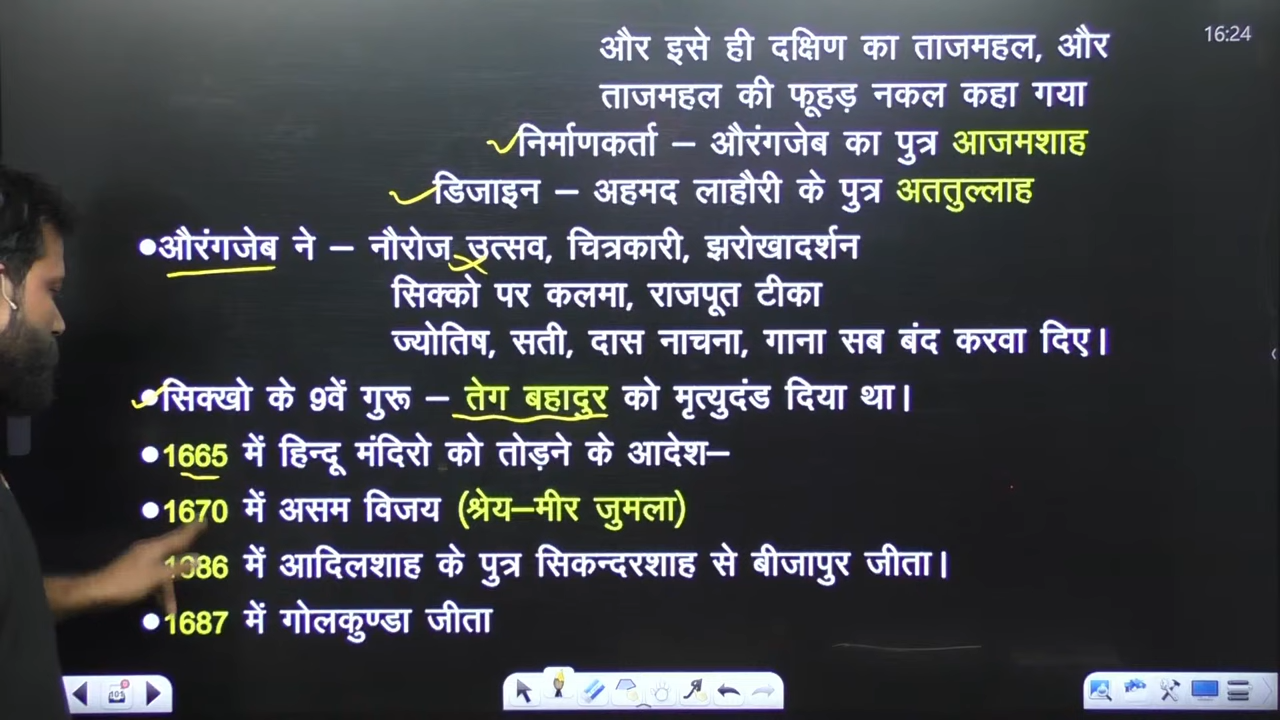 16:24
और इसे ही दक्षिण का ताजमहल, और
ताजमहल की फूहड़ नकल कहा गया
निर्माणकर्ता – औरंगजेब का पुत्र आजमशाह
डिजाइन – अहमद लाहौरी के पुत्र अततुल्लाह
•औरंगजेब ने – नौरोज उत्सव, चित्रकारी, झरोखादर्शन
सिक्को पर कलमा, राजपूत टीका
ज्योतिष, सती, दास नाचना, गाना सब बंद करवा दिए।
•सिक्खो के 9वें गुरू – तेग बहादुर को मृत्युदंड दिया था।
•1665 में हिन्दू मंदिरो को तोड़ने के आदेश–
•1670 में असम विजय (श्रेय–मीर जुमला)
1686 में आदिलशाह के पुत्र सिकन्दरशाह से बीजापुर जीता।
•1687 में गोलकुण्डा जीता
101